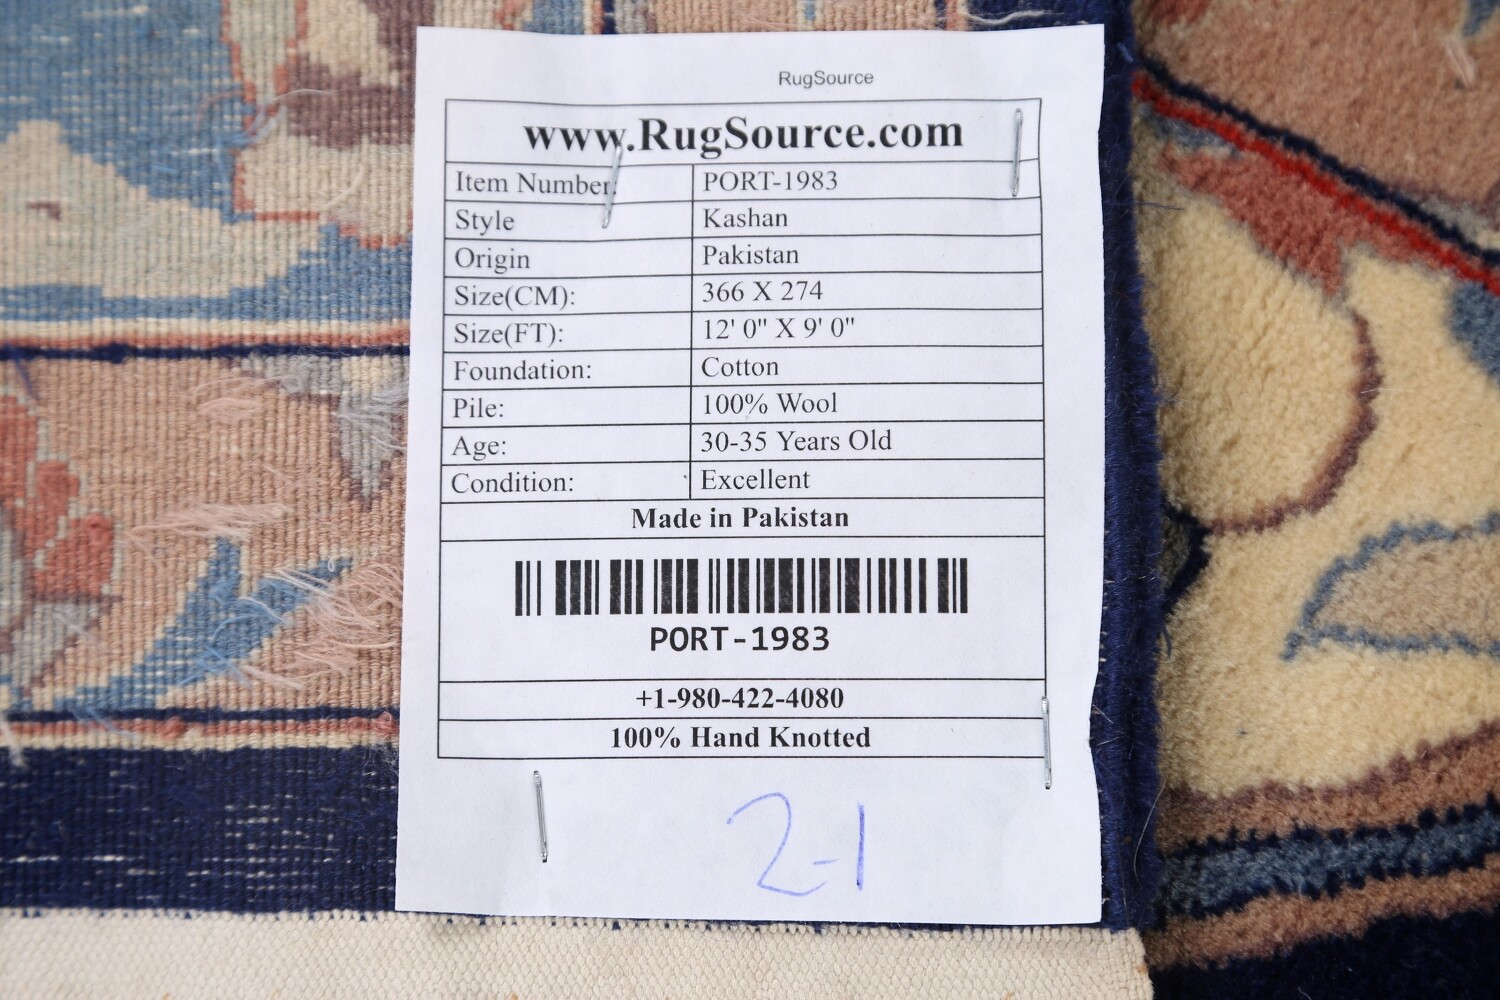 RugSource
www.RugSource.com
Item Number: PORT-1983
Style Kashan
Origin Pakistan
Size(CM): 366 X 274
Size(FT): 12' 0" X 9' 0"
Foundation: Cotton
Pile: 100% Wool
Age: 30-35 Years Old
Condition: Excellent
Made in Pakistan
PORT-1983
+1-980-422-4080
100% Hand Knotted
2-1